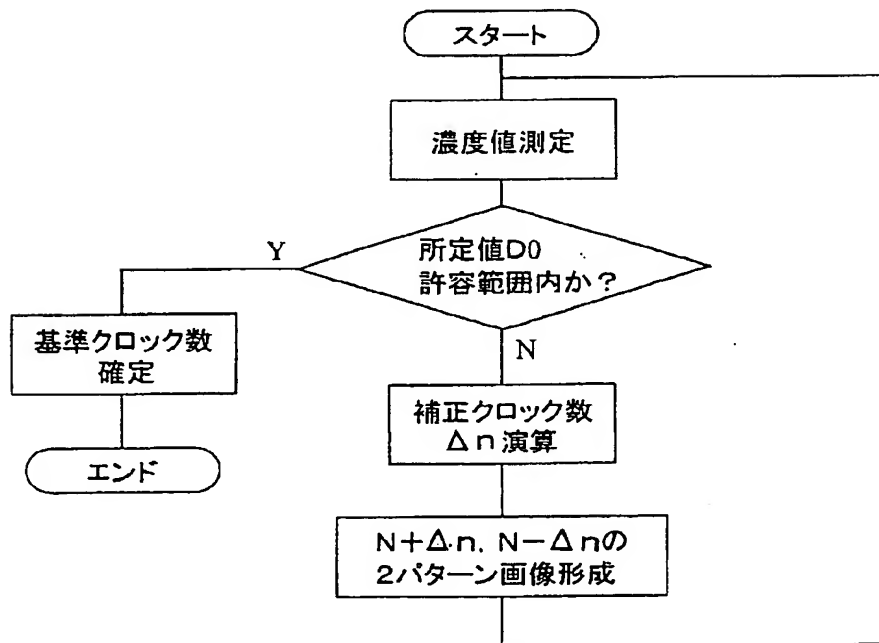 スタート
濃度値測定
所定値D0
許容範囲内か?
Y
N
基準クロック数
確定
エンド
補正クロック数
Δn演算
N+Δn, N-Δnの
2パターン画像形成